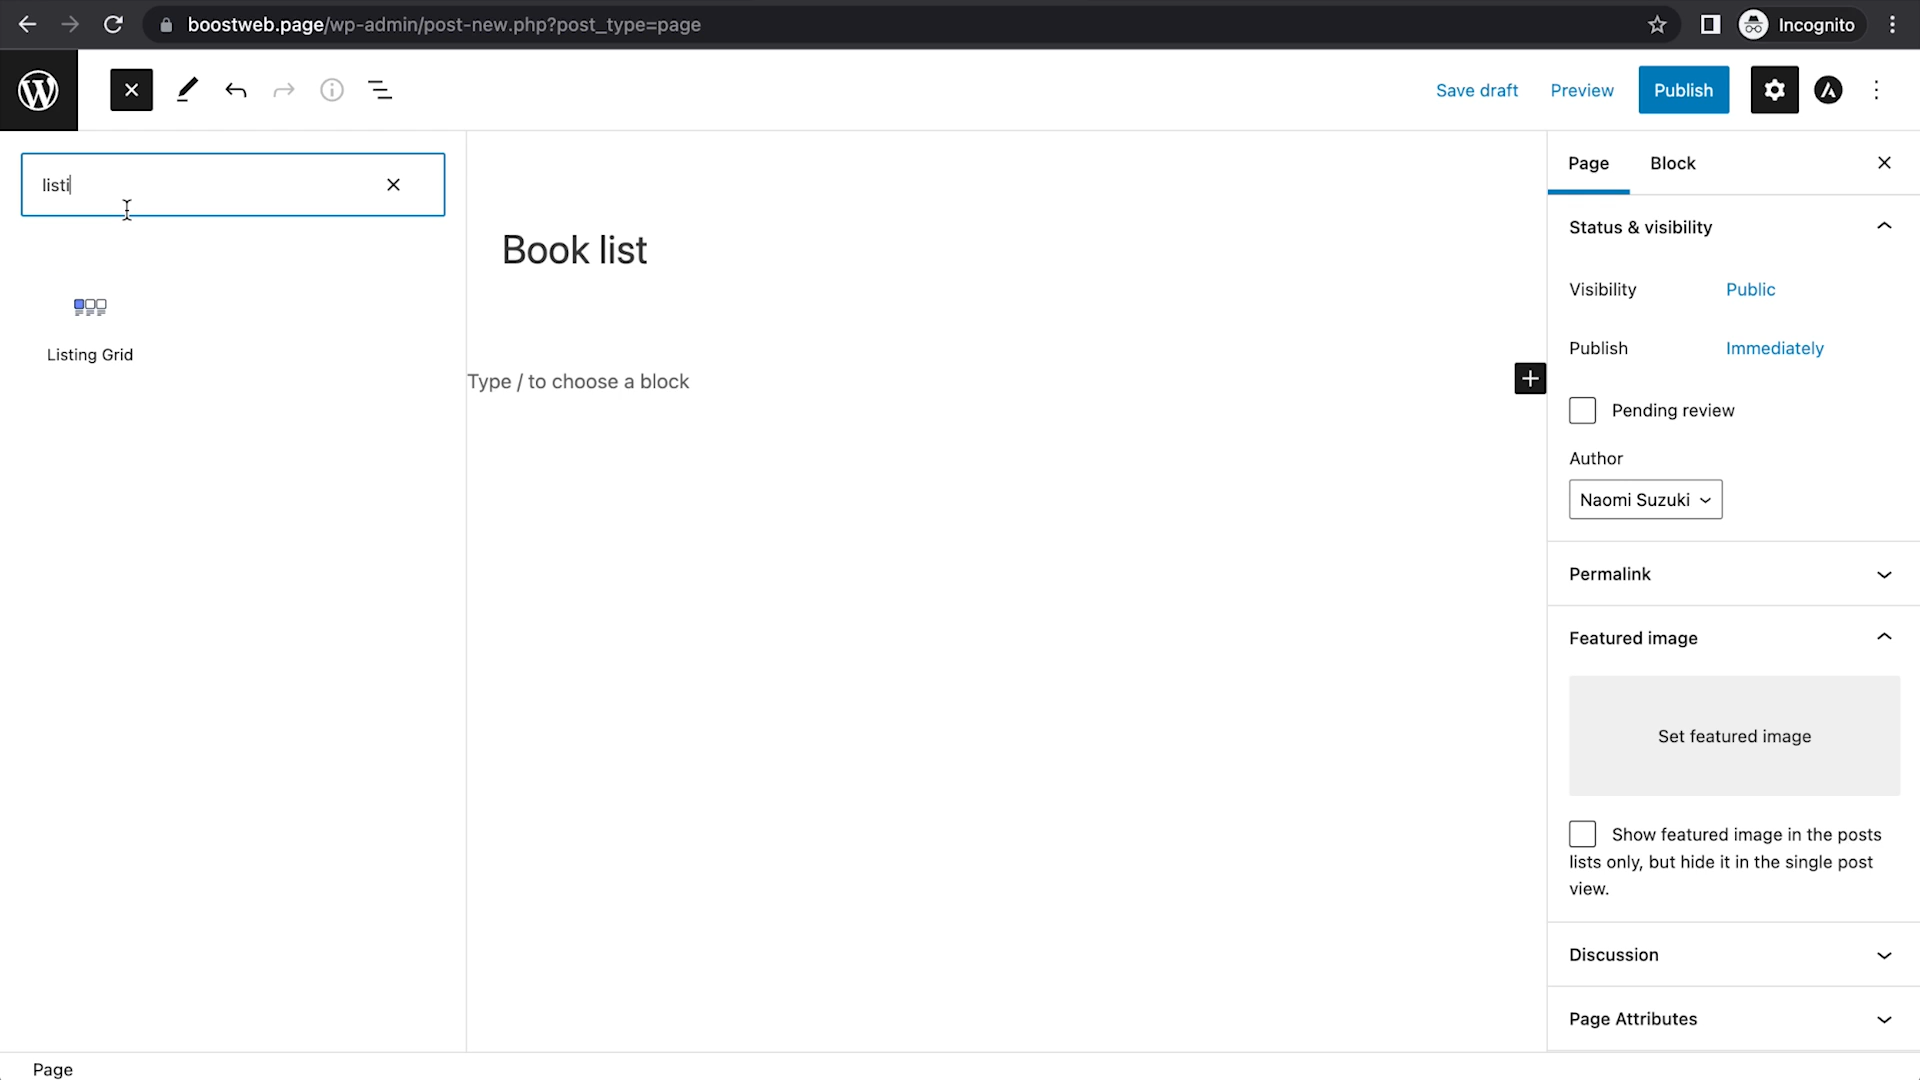 boostweb.page/wp-admin/post-new.php?post_type=page
Incognito
Save draft
Preview
Publish
listi
Listing Grid
Book list
Type / to choose a block
Page
Block
Status & visibility
Visibility
Public
Publish
Immediately
Pending review
Author
Naomi Suzuki
Permalink
Featured image
Set featured image
Show featured image in the posts
lists only, but hide it in the single post
view.
Discussion
Page Attributes
Page